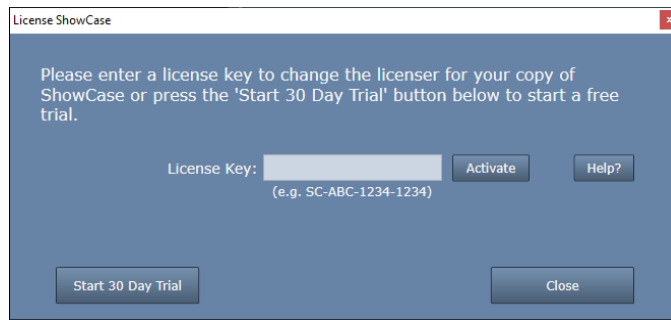 License ShowCase
Please enter a license key to change the licenser for your copy of
ShowCase or press the 'Start 30 Day Trial' button below to start a free
trial.
License Key: Activate Help?
(e.g. SC-ABC-1234-1234)
Start 30 Day Trial Close